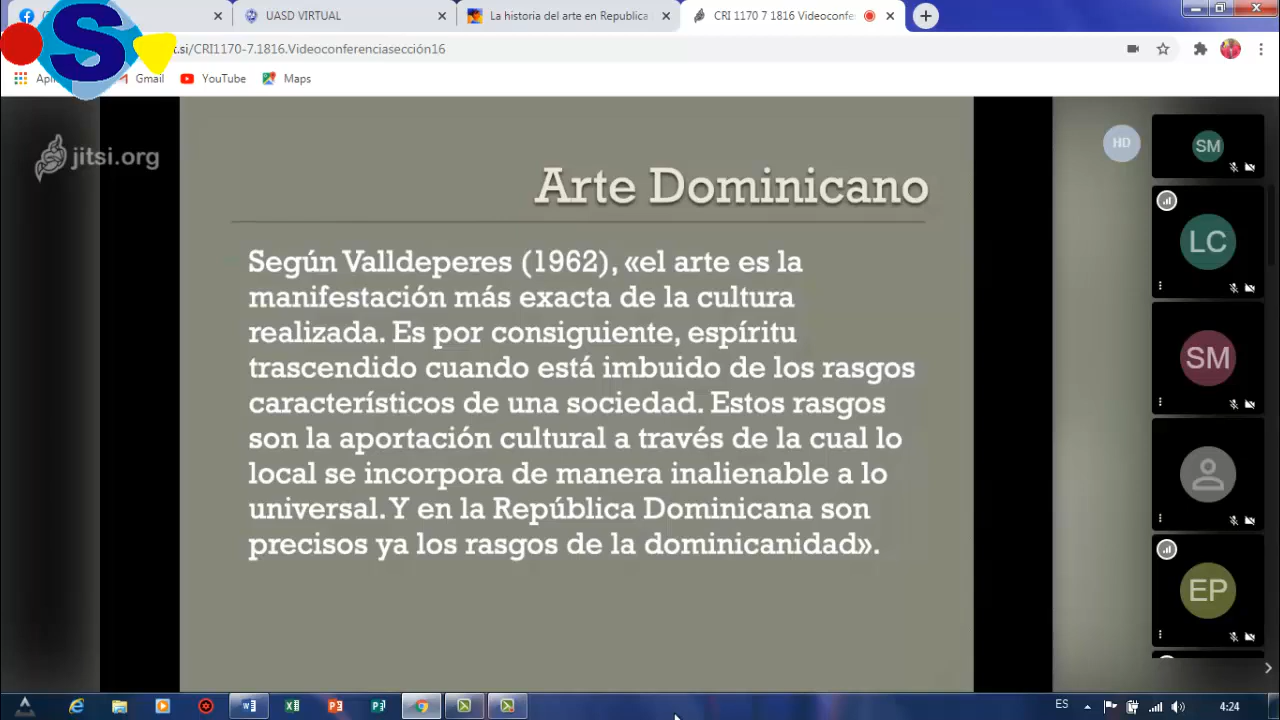 UASD VIRTUAL
La historia del arte en Republica
CRI 1170 7 1816 Videoconfe
t.si/CRI1170-7.1816.Videoconferenciasección16
S
Gmail
YouTube
Maps
jitsi.org
HD
SM
Arte Dominicano
LC
Según Valldeperes (1962), «el arte es la
manifestación más exacta de la cultura
realizada. Es por consiguiente, espíritu
trascendido cuando está imbuido de los rasgos
característicos de una sociedad. Estos rasgos
son la aportación cultural a través de la cual lo
local se incorpora de manera inalienable a lo
universal. Y en la República Dominicana son
precisos ya los rasgos de la dominicanidad».
SM
EP
ES
4:24